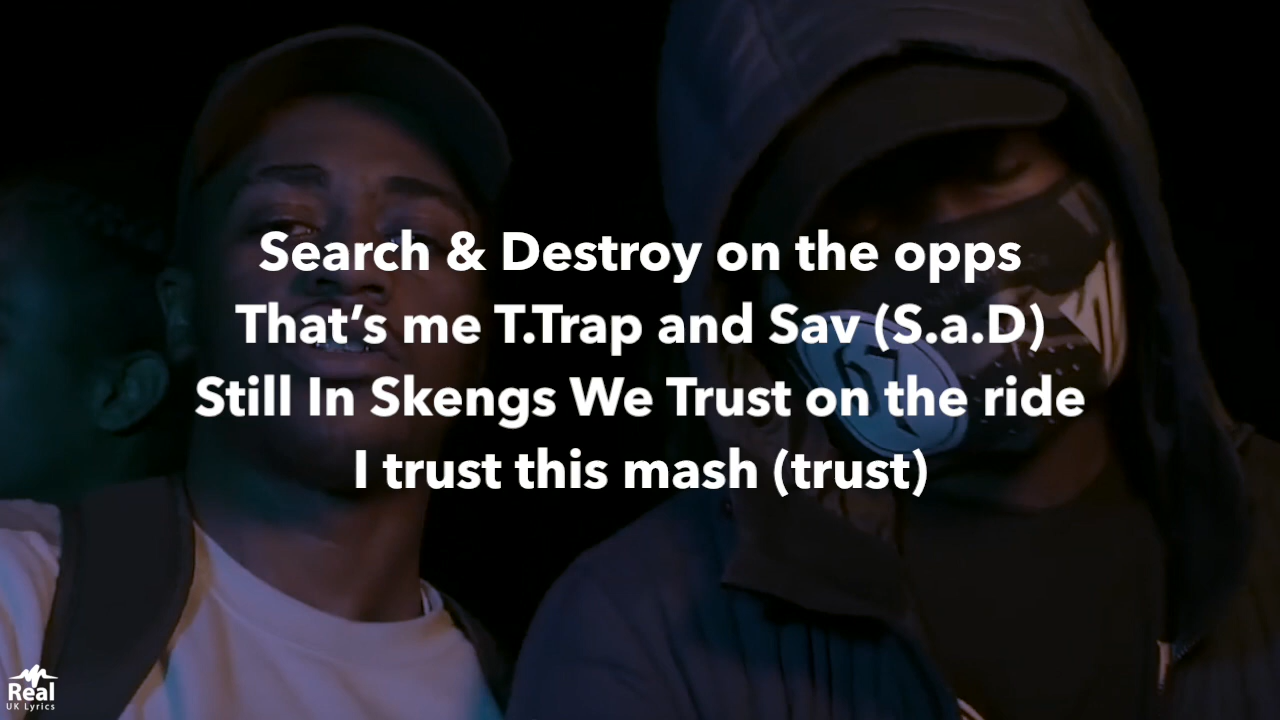 Search & Destroy on the opps
That’s me T.Trap and Sav (S.a.D)
Still In Skengs We Trust on the ride
I trust this mash (trust)
Real
UK Lyrics